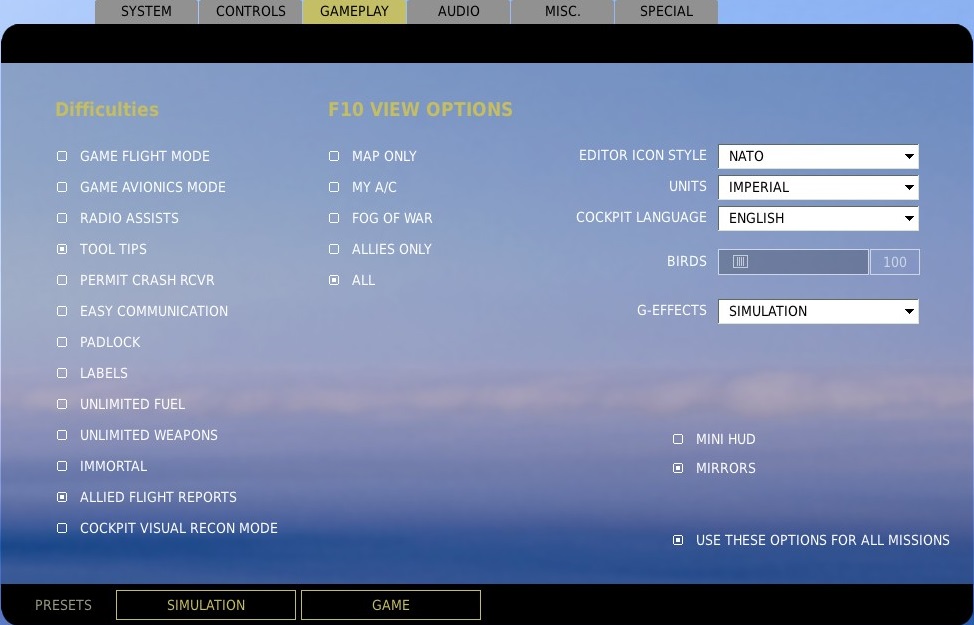 SYSTEM CONTROLS GAMEPLAY AUDIO MISC. SPECIAL
Difficulties
GAME FLIGHT MODE
GAME AVIONICS MODE
RADIO ASSISTS
TOOL TIPS
PERMIT CRASH RCVR
EASY COMMUNICATION
PADLOCK
LABELS
UNLIMITED FUEL
UNLIMITED WEAPONS
IMMORTAL
ALLIED FLIGHT REPORTS
COCKPIT VISUAL RECON MODE
F10 VIEW OPTIONS
MAP ONLY
MY A/C
FOG OF WAR
ALLIES ONLY
ALL
EDITOR ICON STYLE NATO
UNITS IMPERIAL
COCKPIT LANGUAGE ENGLISH
BIRDS 100
G-EFFECTS SIMULATION
MINI HUD
MIRRORS
USE THESE OPTIONS FOR ALL MISSIONS
PRESETS SIMULATION GAME